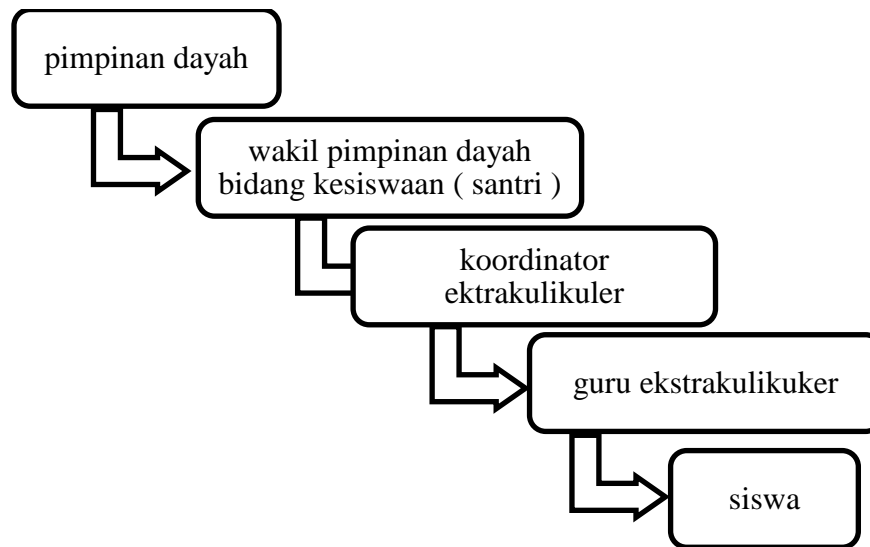 pimpinan dayah
wakil pimpinan dayah
bidang kesiswaan ( santri )
koordinator
ektrakulikuler
guru ekstrakulikuker
siswa